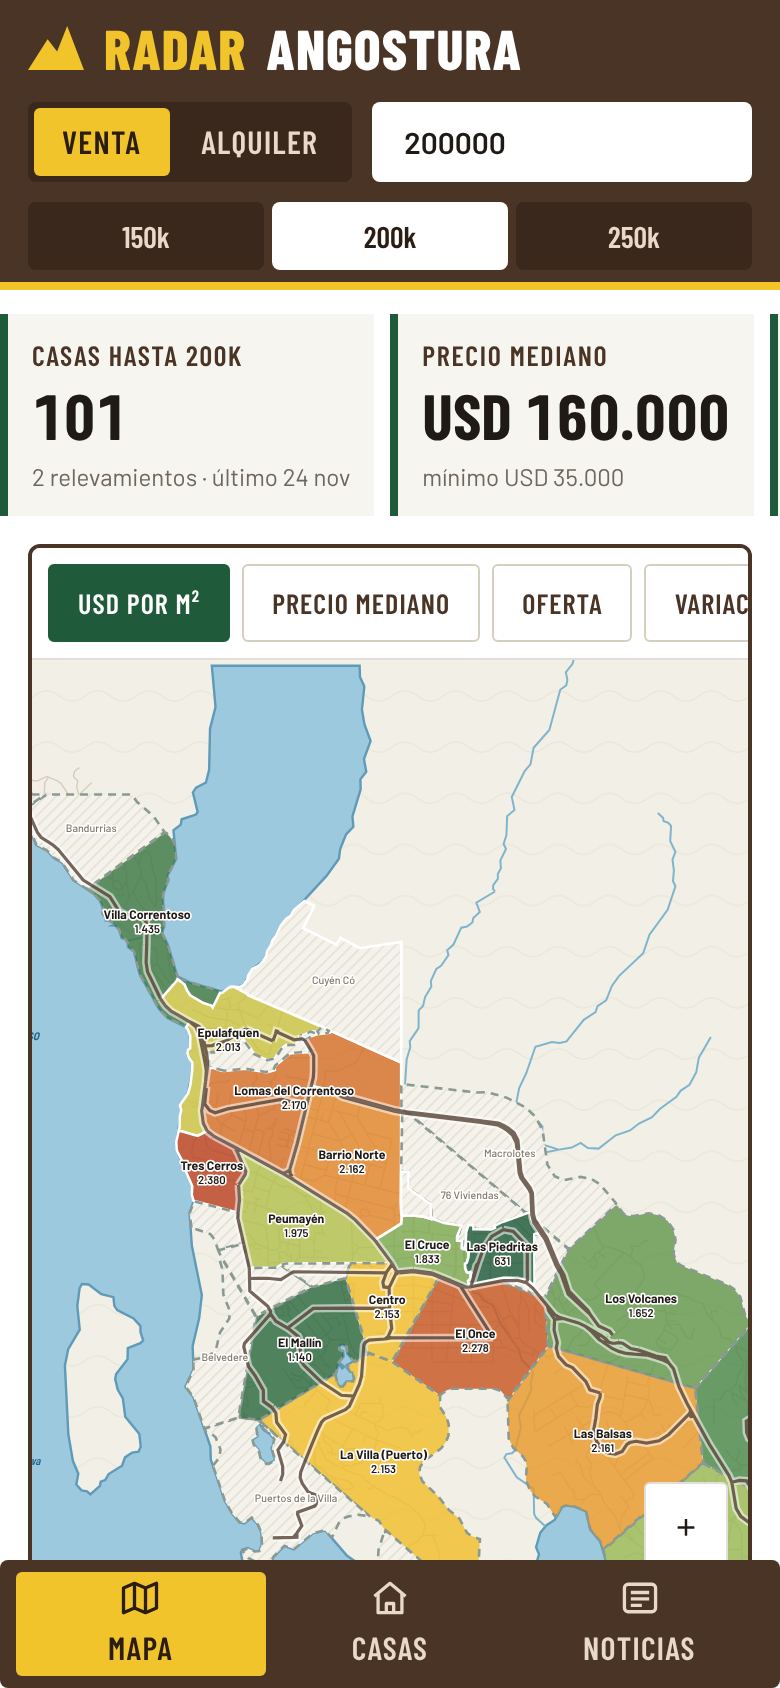 RADAR ANGOSTURA
VENTA
ALQUILER
200000
150k
200k
250k
CASAS HASTA 200K
101
2 relevamientos · último 24 nov
PRECIO MEDIANO
USD 160.000
mínimo USD 35.000
USD POR M²
PRECIO MEDIANO
OFERTA
VARIAC
Bandurrias
Villa Correntoso
1.435
Cuyén Có
Epulafquen
2.013
Lomas del Correntoso
2.170
Barrio Norte
2.162
Macrolotes
Tres Cerros
2.380
76 Viviendas
Peumayén
1.975
El Cruce
1.833
Las Piedritas
631
Los Volcanes
1.652
Centro
2.153
El Once
2.278
El Mallín
1.140
Belvedere
Las Balsas
2.161
La Villa (Puerto)
2.153
Puertos de la Villa
+
MAPA
CASAS
NOTICIAS